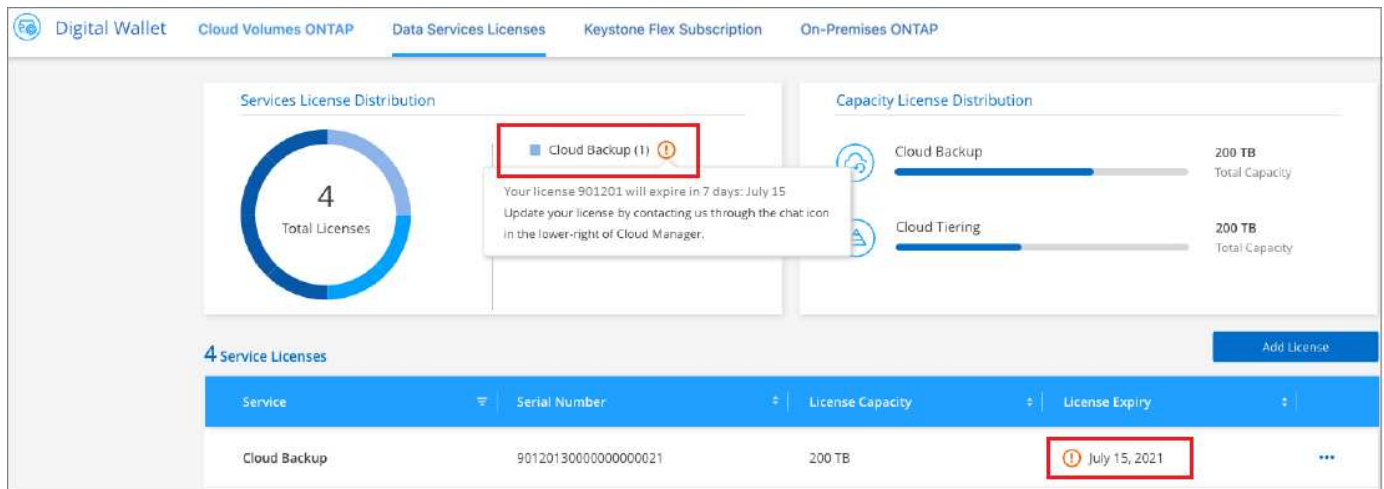 Digital Wallet
Cloud Volumes ONTAP
Data Services Licenses
Keystone Flex Subscription
On-Premises ONTAP
Services License Distribution
4
Total Licenses
Cloud Backup (1)
Your license 901201 will expire in 7 days: July 15
Update your license by contacting us through the chat icon
in the lower-right of Cloud Manager.
Capacity License Distribution
Cloud Backup
200 TB
Total Capacity
Cloud Tiering
200 TB
Total Capacity
4 Service Licenses
Add License
Service
Serial Number
License Capacity
License Expiry
Cloud Backup
90120130000000000021
200 TB
July 15, 2021